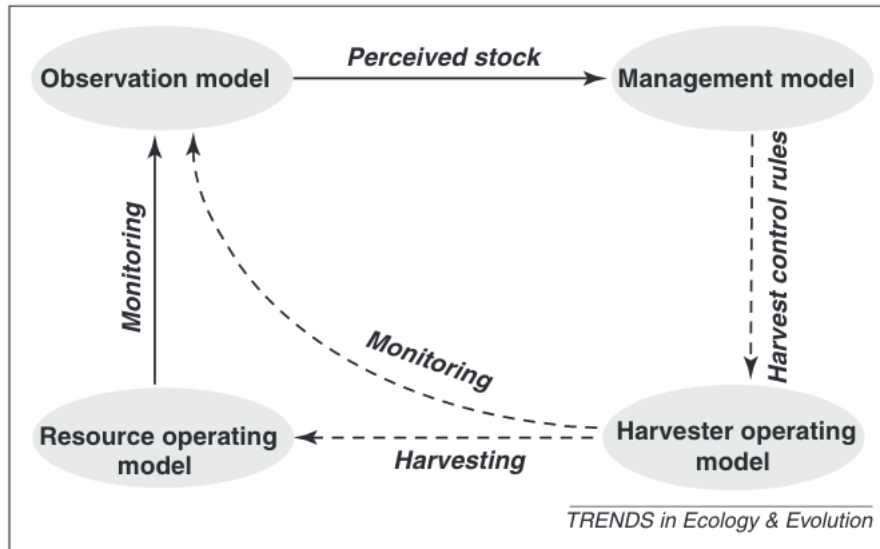 Perceived stock
Observation model
Management model
Monitoring
Harvest control rules
Monitoring
Resource operating
model
Harvester operating
model
Harvesting
TRENDS in Ecology & Evolution